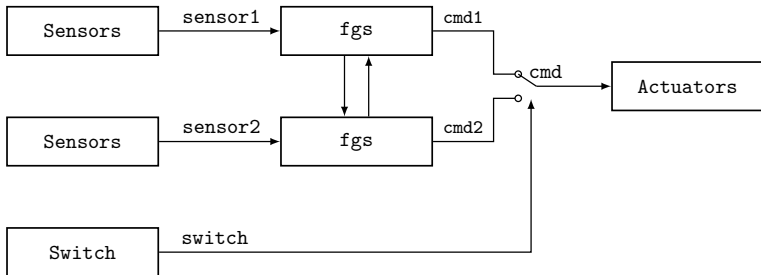 Sensors
sensor1
fgs
cmd1
cmd
Actuators
Sensors
sensor2
fgs
cmd2
Switch
switch